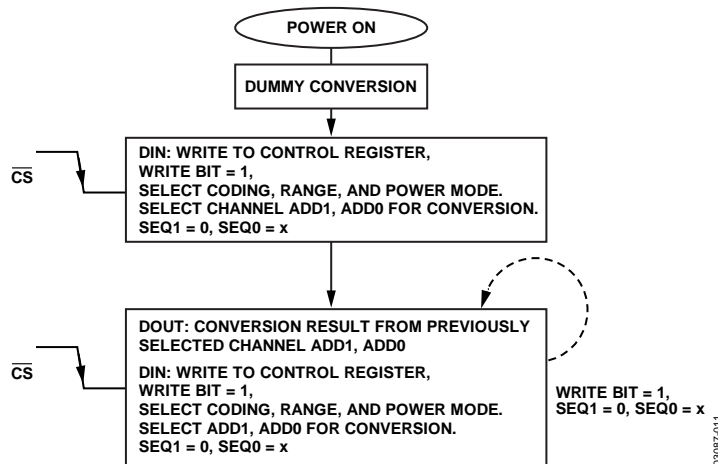 POWER ON
DUMMY CONVERSION
CS
DIN: WRITE TO CONTROL REGISTER,
WRITE BIT = 1,
SELECT CODING, RANGE, AND POWER MODE.
SELECT CHANNEL ADD1, ADD0 FOR CONVERSION.
SEQ1 = 0, SEQ0 = x
DOUT: CONVERSION RESULT FROM PREVIOUSLY
SELECTED CHANNEL ADD1, ADD0
CS
DIN: WRITE TO CONTROL REGISTER,
WRITE BIT = 1,
SELECT CODING, RANGE, AND POWER MODE.
SELECT ADD1, ADD0 FOR CONVERSION.
SEQ1 = 0, SEQ0 = x
WRITE BIT = 1,
SEQ1 = 0, SEQ0 = x
03087-011